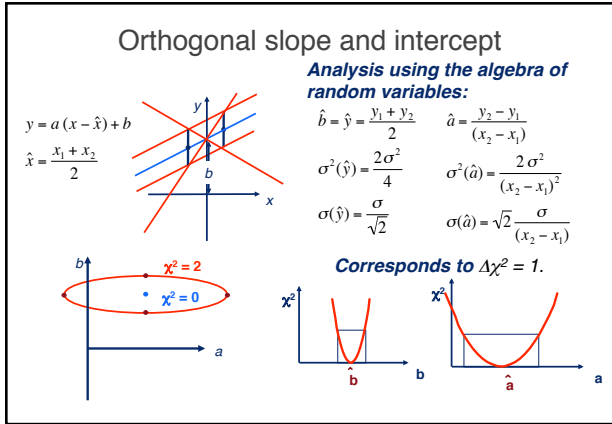 Orthogonal slope and intercept
y = a (x − x̂) + b
x̂ = (x₁ + x₂) / 2
y
b
x
Analysis using the algebra of
random variables:
b̂ = ŷ = (y₁ + y₂) / 2
â = (y₂ − y₁) / (x₂ − x₁)
σ²(ŷ) = 2σ² / 4
σ²(â) = 2 σ² / (x₂ − x₁)²
σ(ŷ) = σ / √2
σ(â) = √2 σ / (x₂ − x₁)
b
χ² = 2
χ² = 0
a
Corresponds to Δχ² = 1.
χ²
b̂
b
χ²
â
a